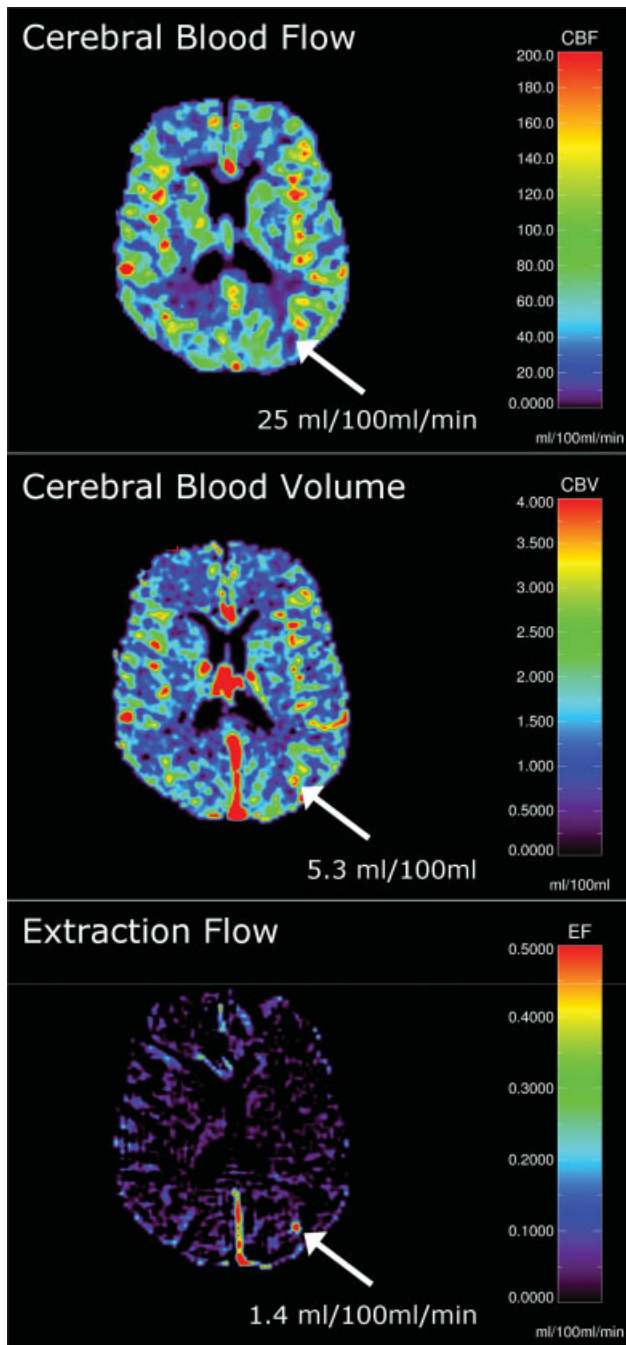 Cerebral Blood Flow
CBF
200.0
180.0
160.0
140.0
120.0
100.0
80.00
60.00
40.00
20.00
0.0000
ml/100ml/min
25 ml/100ml/min
Cerebral Blood Volume
CBV
4.000
3.500
3.000
2.500
2.000
1.500
1.000
0.5000
0.0000
ml/100ml
5.3 ml/100ml
Extraction Flow
EF
0.5000
0.4000
0.3000
0.2000
0.1000
0.0000
ml/100ml/min
1.4 ml/100ml/min